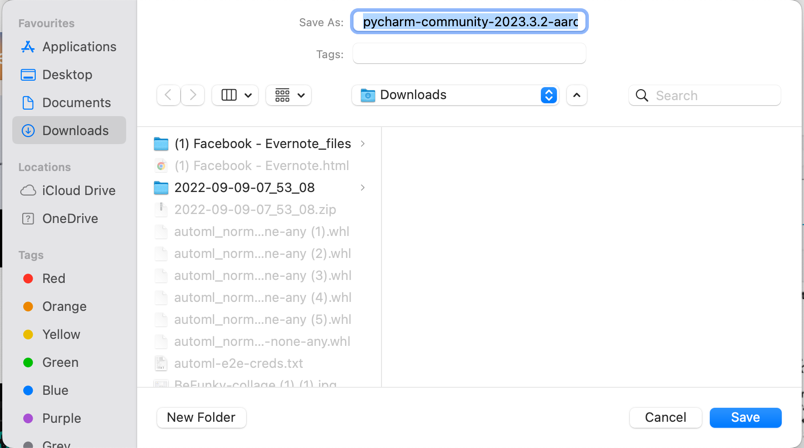 Favourites
Applications
Desktop
Documents
Downloads
Locations
iCloud Drive
OneDrive
Tags
Red
Orange
Yellow
Green
Blue
Purple
Grey
Save As: pycharm-community-2023.3.2-aarc
Tags:
Downloads
Search
(1) Facebook - Evernote_files
(1) Facebook - Evernote.html
2022-09-09-07_53_08
2022-09-09-07_53_08.zip
automl_norm...ne-any (1).whl
automl_norm...ne-any (2).whl
automl_norm...ne-any (3).whl
automl_norm...ne-any (4).whl
automl_norm...ne-any (5).whl
automl_norm...-none-any.whl
automl-e2e-creds.txt
BeFunky-collage (1) (1).jpg
New Folder
Cancel
Save